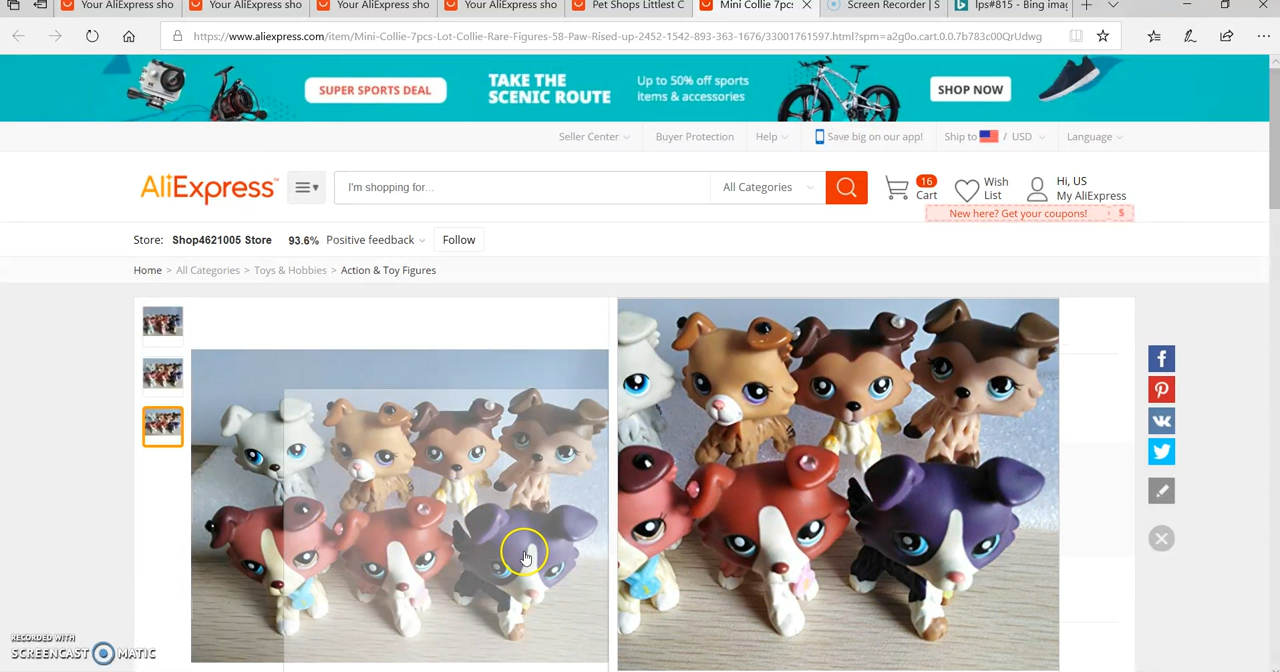 Your AliExpress sho
Your AliExpress sho
Your AliExpress sho
Your AliExpress sho
Pet Shops Littlest C
Mini Collie 7pcs
Screen Recorder | S
lps#815 - Bing imag
https://www.aliexpress.com/item/Mini-Collie-7pcs-Lot-Collie-Rare-Figures-58-Paw-Rised-up-2452-1542-893-363-1676/33001761597.html?spm=a2g0o.cart.0.0.7b783c00QrUdwg
SUPER SPORTS DEAL
TAKE THE
SCENIC ROUTE
Up to 50% off sports
items & accessories
SHOP NOW
Seller Center
Buyer Protection
Help
Save big on our app!
Ship to / USD
Language
AliExpress™
I'm shopping for...
All Categories
16
Cart
Wish
List
Hi, US
My AliExpress
New here? Get your coupons! $
Store: Shop4621005 Store 93.6% Positive feedback
Follow
Home > All Categories > Toys & Hobbies > Action & Toy Figures
RECORDED WITH
SCREENCAST MATIC